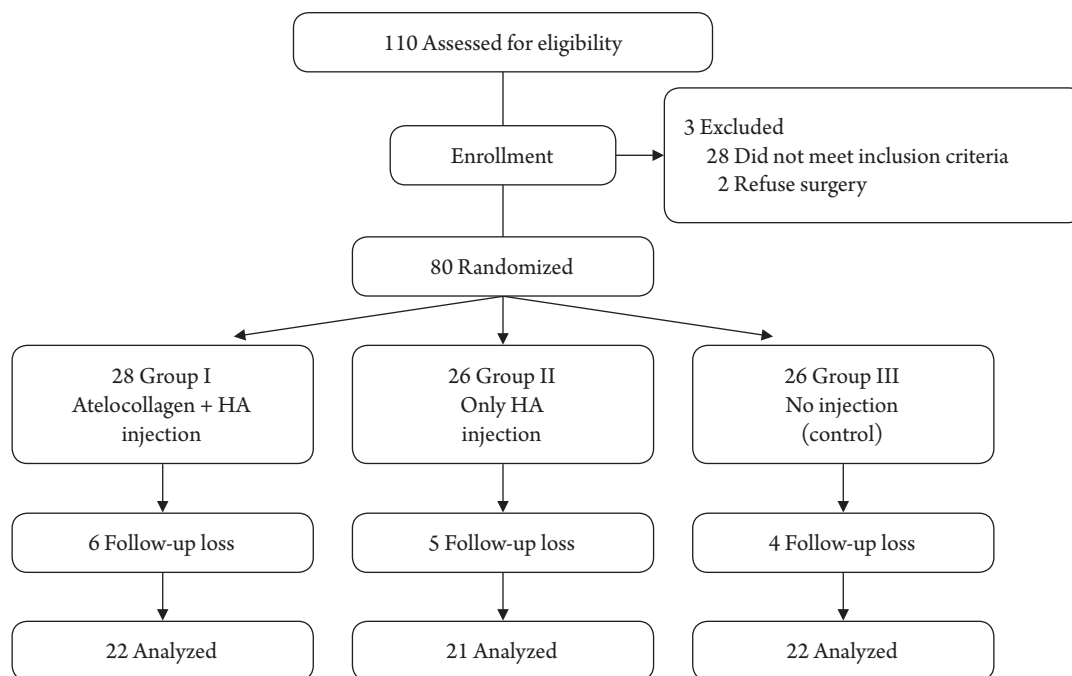 110 Assessed for eligibility
Enrollment
3 Excluded
28 Did not meet inclusion criteria
2 Refuse surgery
80 Randomized
28 Group I
Atelocollagen + HA
injection
26 Group II
Only HA
injection
26 Group III
No injection
(control)
6 Follow-up loss
5 Follow-up loss
4 Follow-up loss
22 Analyzed
21 Analyzed
22 Analyzed